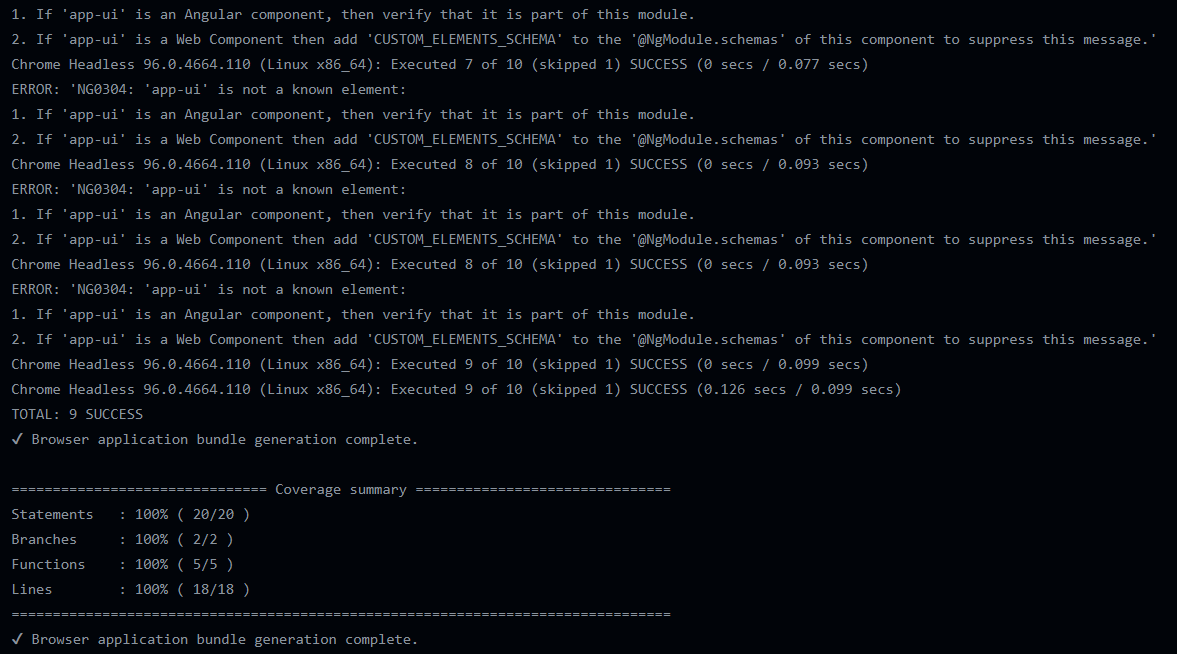 1. If 'app-ui' is an Angular component, then verify that it is part of this module.
2. If 'app-ui' is a Web Component then add 'CUSTOM_ELEMENTS_SCHEMA' to the '@NgModule.schemas' of this component to suppress this message.'
Chrome Headless 96.0.4664.110 (Linux x86_64): Executed 7 of 10 (skipped 1) SUCCESS (0 secs / 0.077 secs)
ERROR: 'NG0304: 'app-ui' is not a known element:
1. If 'app-ui' is an Angular component, then verify that it is part of this module.
2. If 'app-ui' is a Web Component then add 'CUSTOM_ELEMENTS_SCHEMA' to the '@NgModule.schemas' of this component to suppress this message.'
Chrome Headless 96.0.4664.110 (Linux x86_64): Executed 8 of 10 (skipped 1) SUCCESS (0 secs / 0.093 secs)
ERROR: 'NG0304: 'app-ui' is not a known element:
1. If 'app-ui' is an Angular component, then verify that it is part of this module.
2. If 'app-ui' is a Web Component then add 'CUSTOM_ELEMENTS_SCHEMA' to the '@NgModule.schemas' of this component to suppress this message.'
Chrome Headless 96.0.4664.110 (Linux x86_64): Executed 8 of 10 (skipped 1) SUCCESS (0 secs / 0.093 secs)
ERROR: 'NG0304: 'app-ui' is not a known element:
1. If 'app-ui' is an Angular component, then verify that it is part of this module.
2. If 'app-ui' is a Web Component then add 'CUSTOM_ELEMENTS_SCHEMA' to the '@NgModule.schemas' of this component to suppress this message.'
Chrome Headless 96.0.4664.110 (Linux x86_64): Executed 9 of 10 (skipped 1) SUCCESS (0 secs / 0.099 secs)
Chrome Headless 96.0.4664.110 (Linux x86_64): Executed 9 of 10 (skipped 1) SUCCESS (0.126 secs / 0.099 secs)
TOTAL: 9 SUCCESS
✓ Browser application bundle generation complete.
=============================== Coverage summary ===============================
Statements   : 100% ( 20/20 )
Branches     : 100% ( 2/2 )
Functions    : 100% ( 5/5 )
Lines        : 100% ( 18/18 )
================================================================================
✓ Browser application bundle generation complete.